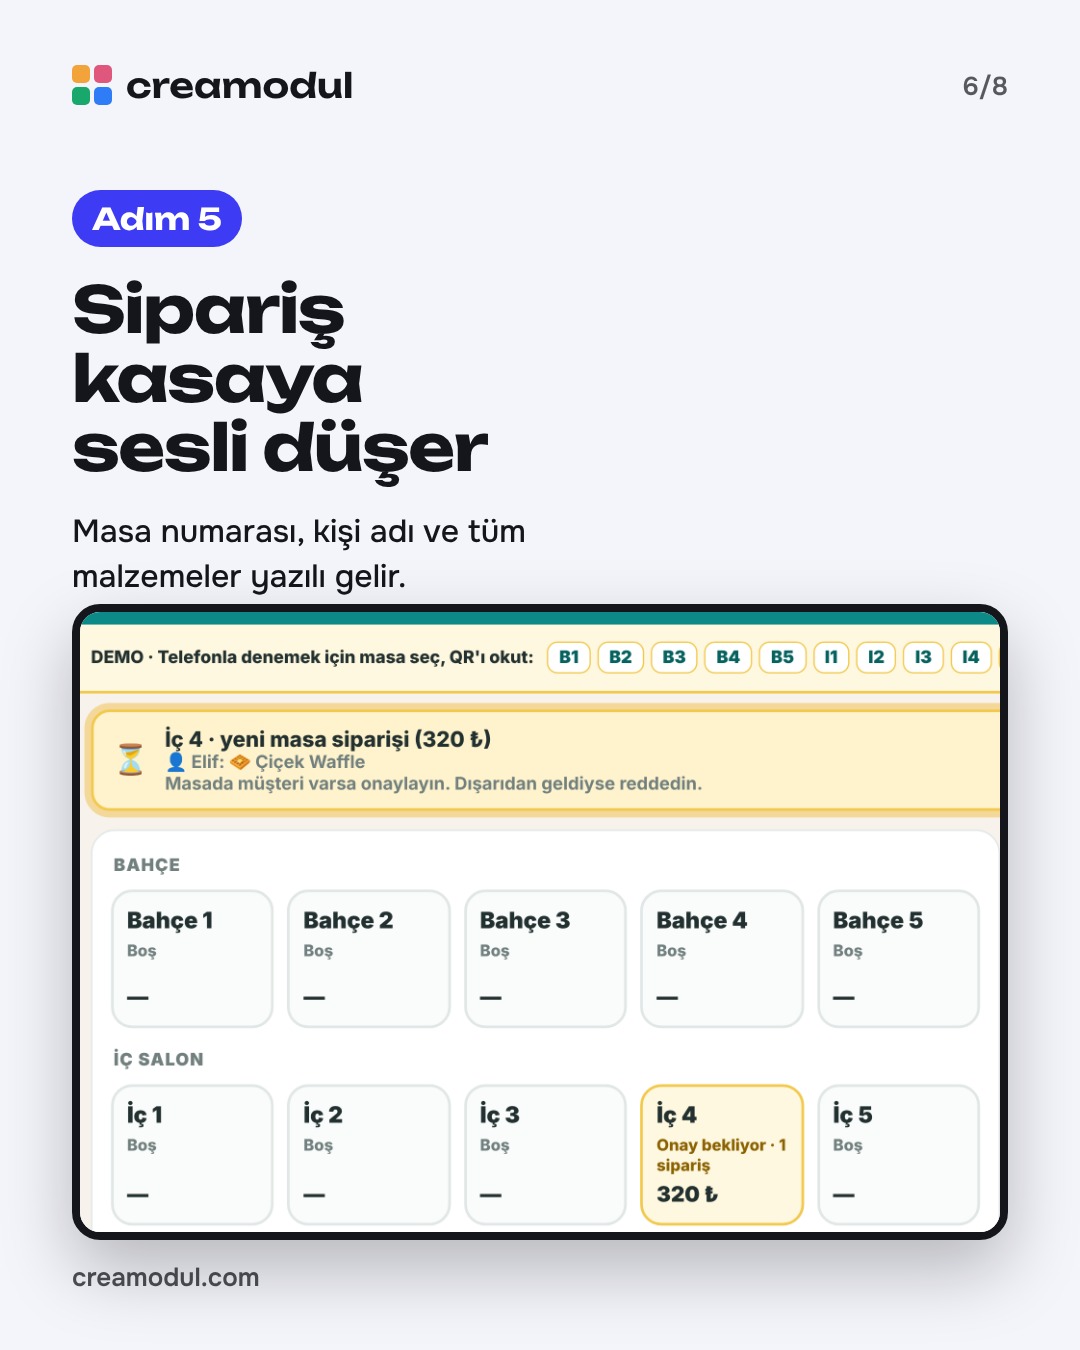 creamodul
6/8
Adım 5
Sipariş
kasaya
sesli düşer
Masa numarası, kişi adı ve tüm
malzemeler yazılı gelir.
DEMO · Telefonla denemek için masa seç, QR'ı okut: B1 B2 B3 B4 B5 I1 I2 I3 I4
İç 4 · yeni masa siparişi (320 ₺)
Elif: Çiçek Waffle
Masada müşteri varsa onaylayın. Dışarıdan geldiyse reddedin.
BAHÇE
Bahçe 1 Bahçe 2 Bahçe 3 Bahçe 4 Bahçe 5
Boş Boş Boş Boş Boş
— — — — —
İÇ SALON
İç 1 İç 2 İç 3 İç 4 İç 5
Boş Boş Boş Onay bekliyor · 1 Boş
sipariş
— — — 320 ₺ —
creamodul.com